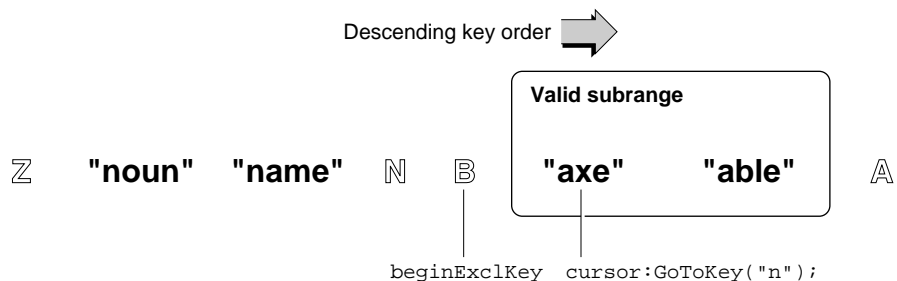 Descending key order
Valid subrange
Z "noun" "name" N B "axe" "able" A
beginExclKey cursor:GoToKey("n");